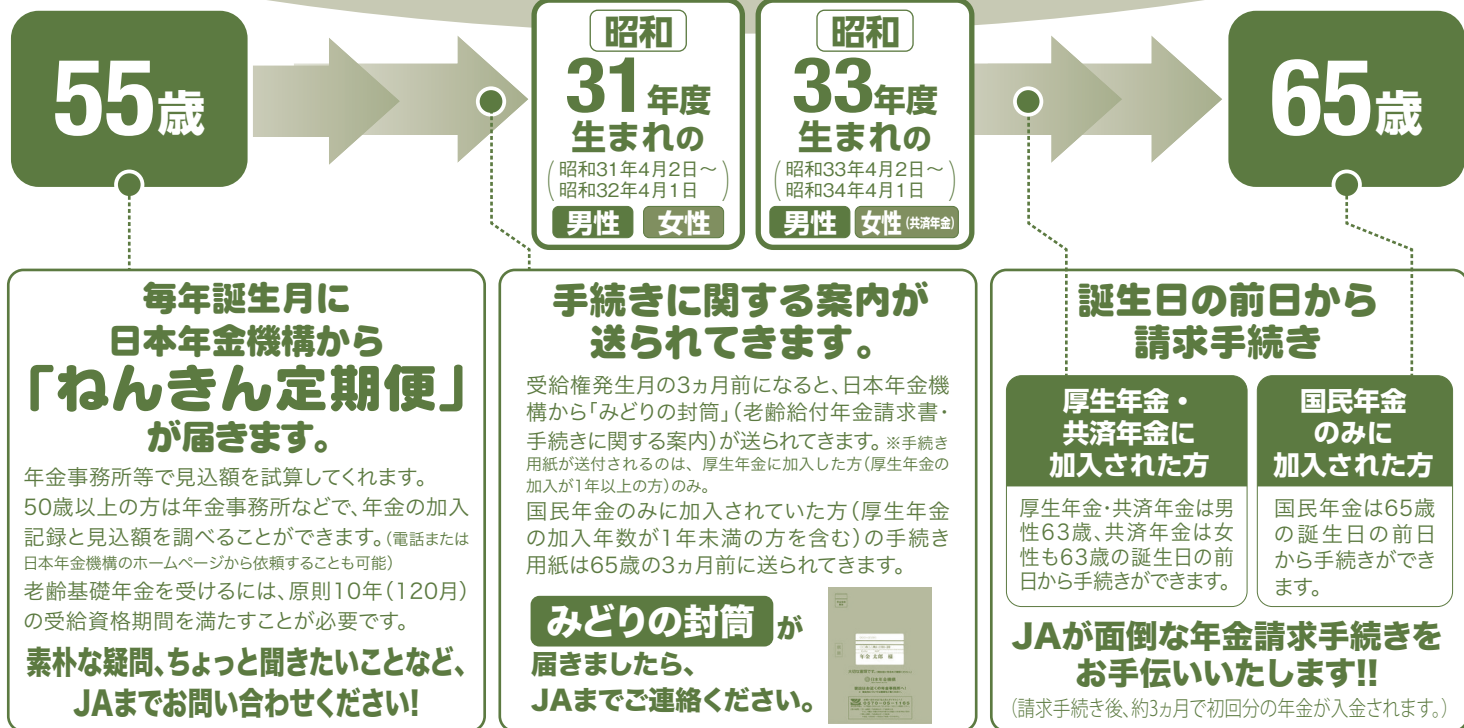 55歳
昭和
31年度
生まれの
(昭和31年4月2日〜
昭和32年4月1日)
男性 女性
昭和
33年度
生まれの
(昭和33年4月2日〜
昭和34年4月1日)
男性 女性(共済年金)
65歳
毎年誕生月に
日本年金機構から
「ねんきん定期便」
が届きます。
年金事務所等で見込額を試算してくれます。
50歳以上の方は年金事務所などで、年金の加入
記録と見込額を調べることができます。(電話または
日本年金機構のホームページから依頼することも可能)
老齢基礎年金を受けるには、原則10年(120月)
の受給資格期間を満たすことが必要です。
素朴な疑問、ちょっと聞きたいことなど、
JAまでお問い合わせください!
手続きに関する案内が
送られてきます。
受給権発生月の3ヵ月前になると、日本年金機
構から「みどりの封筒」(老齢給付年金請求書・
手続きに関する案内)が送られてきます。※手続き
用紙が送付されるのは、厚生年金に加入した方(厚生年金の
加入が1年以上の方)のみ。
国民年金のみに加入されていた方(厚生年金
の加入年数が1年未満の方を含む)の手続き
用紙は65歳の3ヵ月前に送られてきます。
みどりの封筒が
届きましたら、
JAまでご連絡ください。
年金 太郎 様
日本年金機構
誕生日の前日から
請求手続き
厚生年金・
共済年金に
加入された方
厚生年金・共済年金は男
性63歳、共済年金は女
性も63歳の誕生日の前
日から手続きができます。
国民年金
のみに
加入された方
国民年金は65歳
の誕生日の前日
から手続きができ
ます。
JAが面倒な年金請求手続きを
お手伝いいたします!!
(請求手続き後、約3ヵ月で初回分の年金が入金されます。)